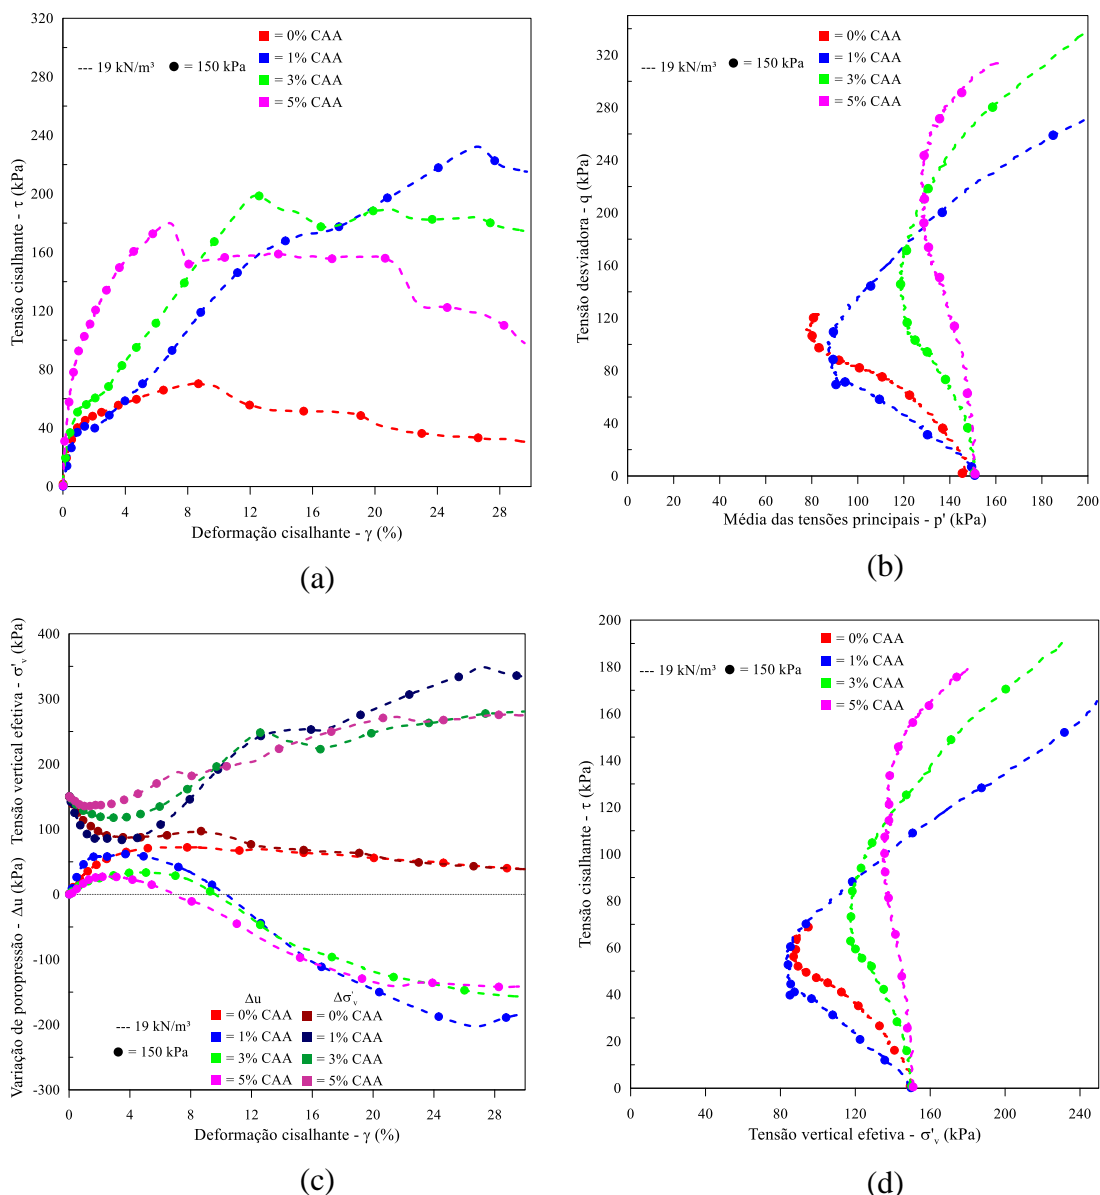 320
280
240
200
160
120
80
40
0
0 4 8 12 16 20 24 28
Tensão cisalhante - τ (kPa)
Deformação cisalhante - γ (%)
--- 19 kN/m³ ● = 150 kPa
= 0% CAA
= 1% CAA
= 3% CAA
= 5% CAA
(a)
320
280
240
200
160
120
80
40
0
0 20 40 60 80 100 120 140 160 180 200
Tensão desviadora - q (kPa)
Média das tensões principais - p' (kPa)
--- 19 kN/m³ ● = 150 kPa
= 0% CAA
= 1% CAA
= 3% CAA
= 5% CAA
(b)
400
300
200
100
0
-100
-200
-300
0 4 8 12 16 20 24 28
Variação de poropressão - Δu (kPa) Tensão vertical efetiva - σ'v (kPa)
Deformação cisalhante - γ (%)
--- 19 kN/m³
● = 150 kPa
Δu Δσ'v
= 0% CAA = 0% CAA
= 1% CAA = 1% CAA
= 3% CAA = 3% CAA
= 5% CAA = 5% CAA
(c)
200
180
160
140
120
100
80
60
40
20
0
0 40 80 120 160 200 240
Tensão cisalhante - τ (kPa)
Tensão vertical efetiva - σ'v (kPa)
--- 19 kN/m³ ● = 150 kPa
= 0% CAA
= 1% CAA
= 3% CAA
= 5% CAA
(d)